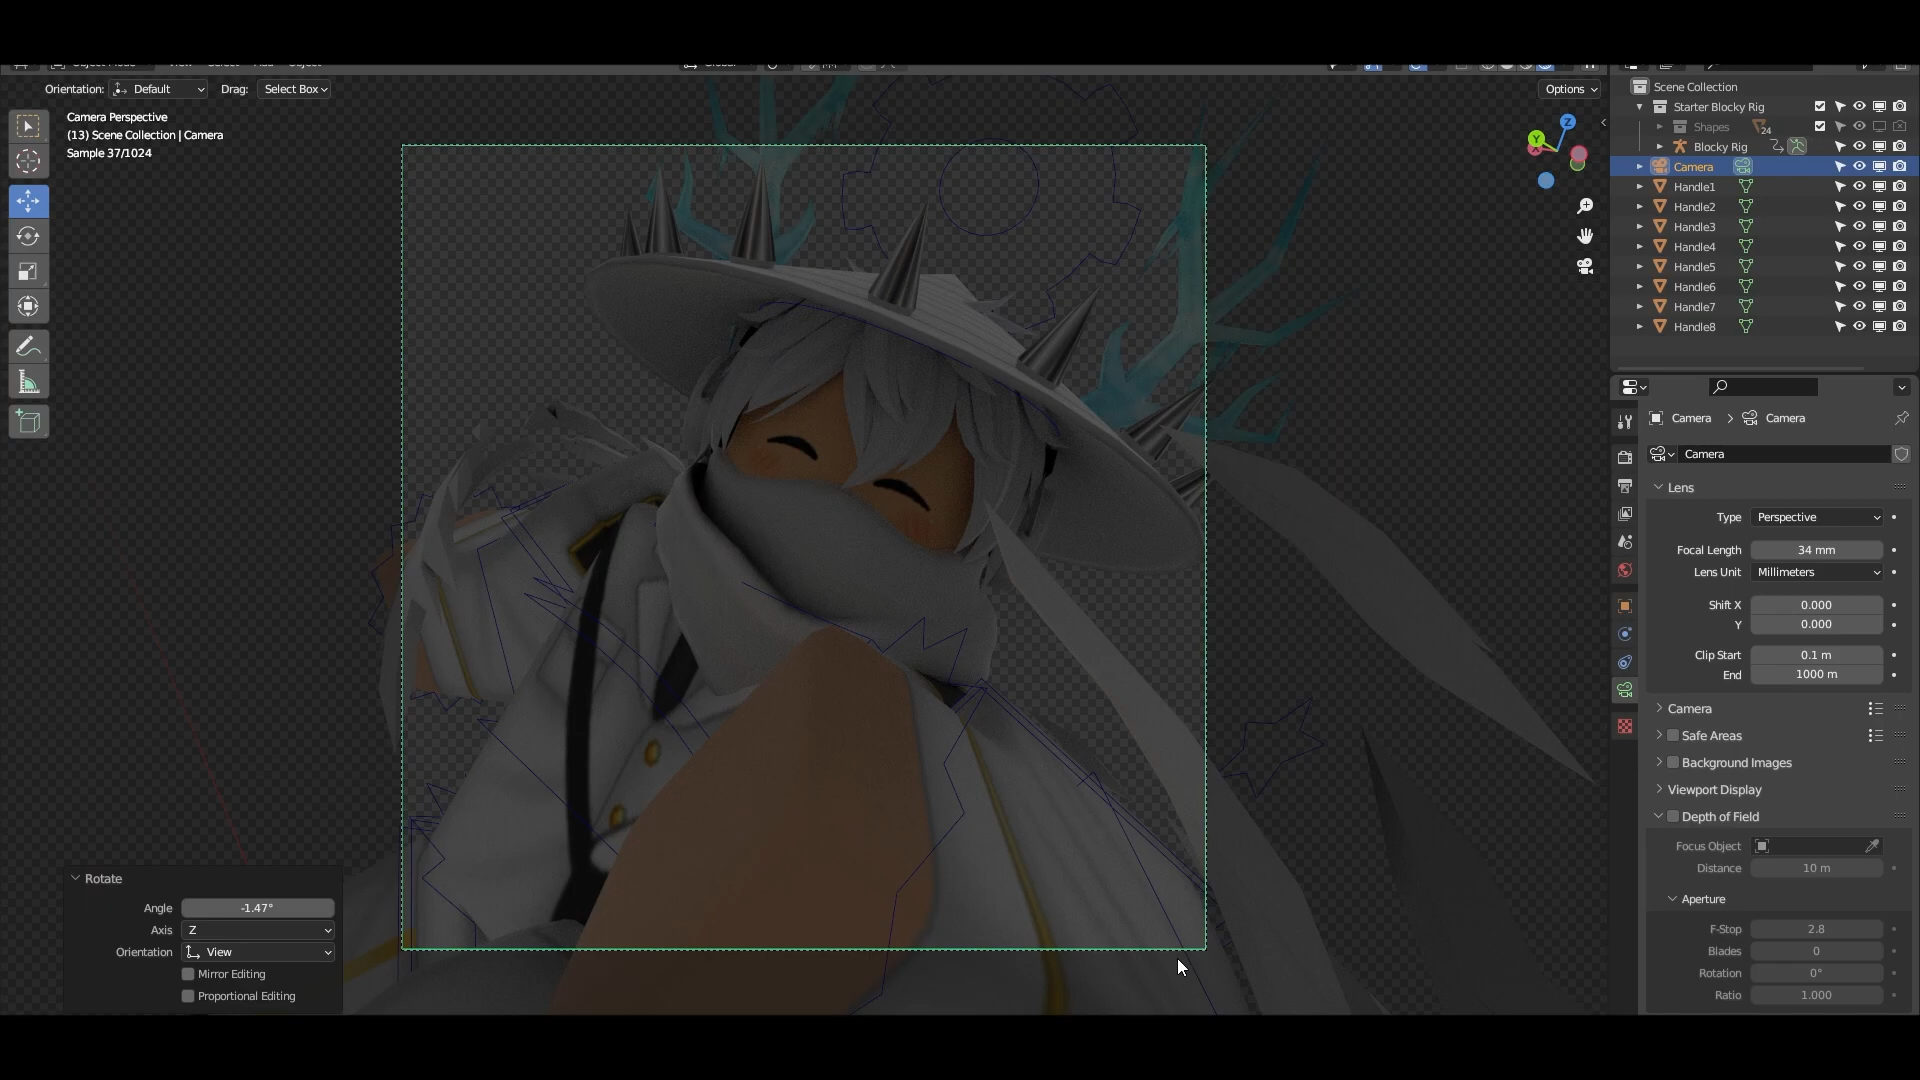 Orientation: Default Drag: Select Box
Options
Camera Perspective
(13) Scene Collection | Camera
Sample 37/1024
Z
Y
Scene Collection
Starter Blocky Rig
Shapes 24
Blocky Rig
Camera
Handle1
Handle2
Handle3
Handle4
Handle5
Handle6
Handle7
Handle8
Camera > Camera
Camera
Lens
Type Perspective
Focal Length 34 mm
Lens Unit Millimeters
Shift X 0.000
Y 0.000
Clip Start 0.1 m
End 1000 m
Camera
Safe Areas
Background Images
Viewport Display
Depth of Field
Focus Object
Distance 10 m
Aperture
F-Stop 2.8
Blades 0
Rotation 0°
Ratio 1.000
Rotate
Angle -1.47°
Axis Z
Orientation View
Mirror Editing
Proportional Editing